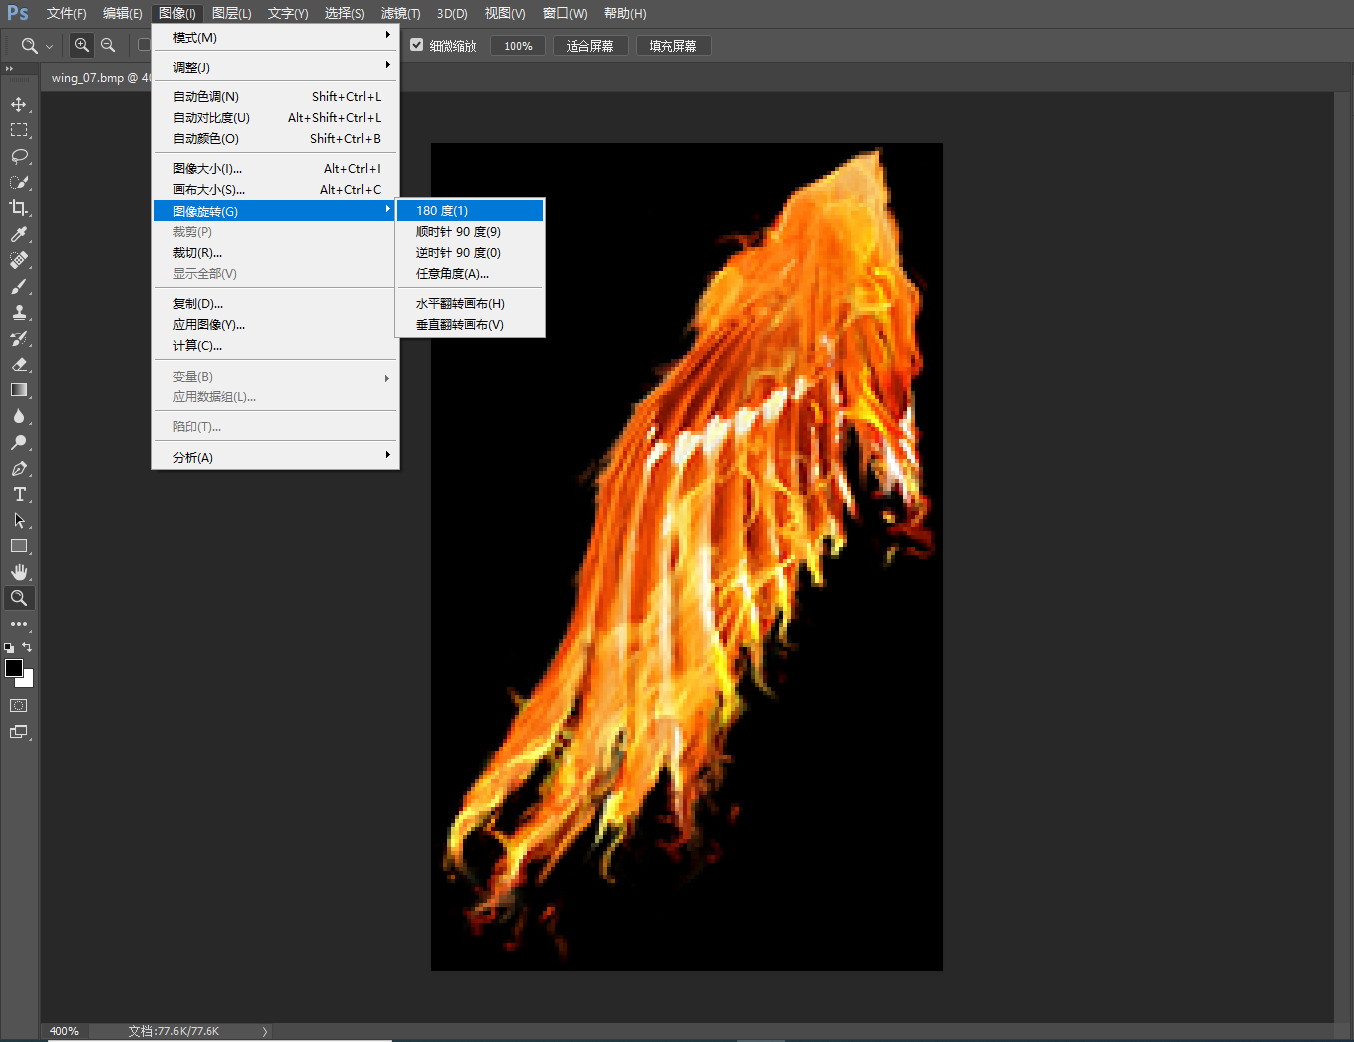 Ps 文件(F) 编辑(E) 图像(I) 图层(L) 文字(Y) 选择(S) 滤镜(T) 3D(D) 视图(V) 窗口(W) 帮助(H)
细微缩放 100% 适合屏幕 填充屏幕
wing_07.bmp @ 40
模式(M)
调整(J)
自动色调(N) Shift+Ctrl+L
自动对比度(U) Alt+Shift+Ctrl+L
自动颜色(O) Shift+Ctrl+B
图像大小(I)... Alt+Ctrl+I
画布大小(S)... Alt+Ctrl+C
图像旋转(G)
裁剪(P)
裁切(R)...
显示全部(V)
复制(D)...
应用图像(Y)...
计算(C)...
变量(B)
应用数据组(L)...
陷印(T)...
分析(A)
180 度(1)
顺时针 90 度(9)
逆时针 90 度(0)
任意角度(A)...
水平翻转画布(H)
垂直翻转画布(V)
400% 文档:77.6K/77.6K